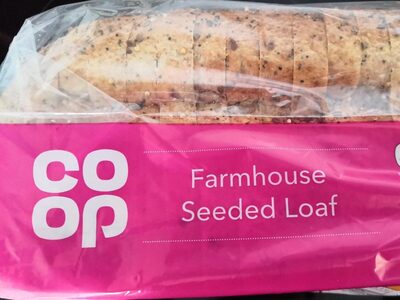 CO
OP
Farmhouse
Seeded Loaf